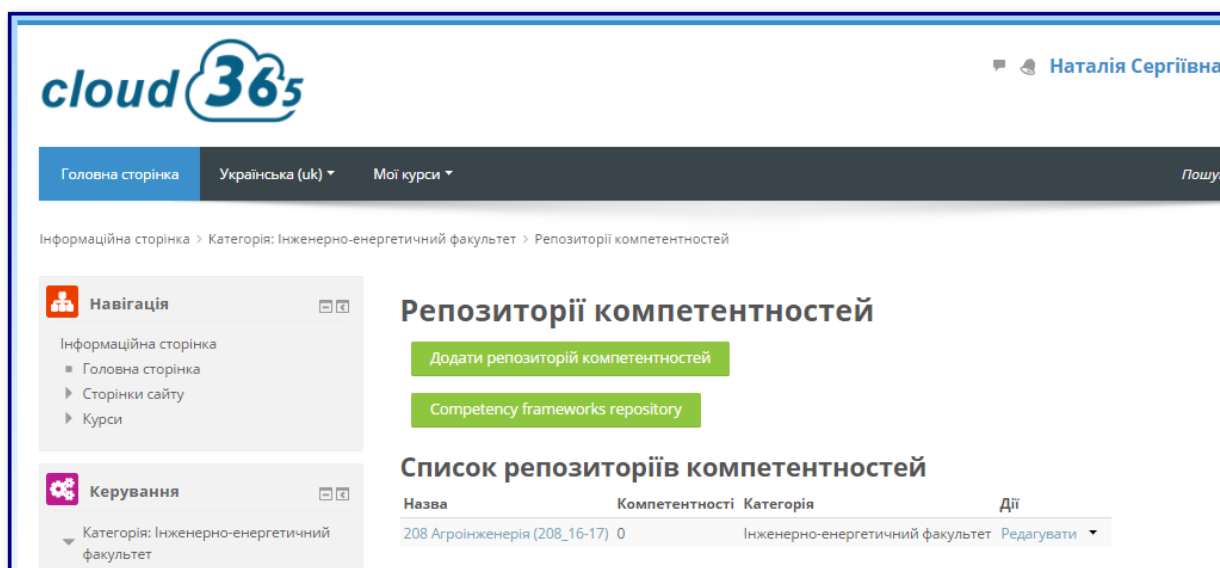 cloud 365
Наталія Сергіївна
Головна сторінка
Українська (uk)
Мої курси
Інформаційна сторінка > Категорія: Інженерно-енергетичний факультет > Репозиторії компетентностей
Навігація
Інформаційна сторінка
Головна сторінка
Сторінки сайту
Курси
Керування
Категорія: Інженерно-енергетичний
факультет
Репозиторії компетентностей
Додати репозиторій компетентностей
Competency frameworks repository
Список репозиторіїв компетентностей
Назва Компетентності Категорія Дії
208 Агроінженерія (208_16-17) 0 Інженерно-енергетичний факультет Редагувати